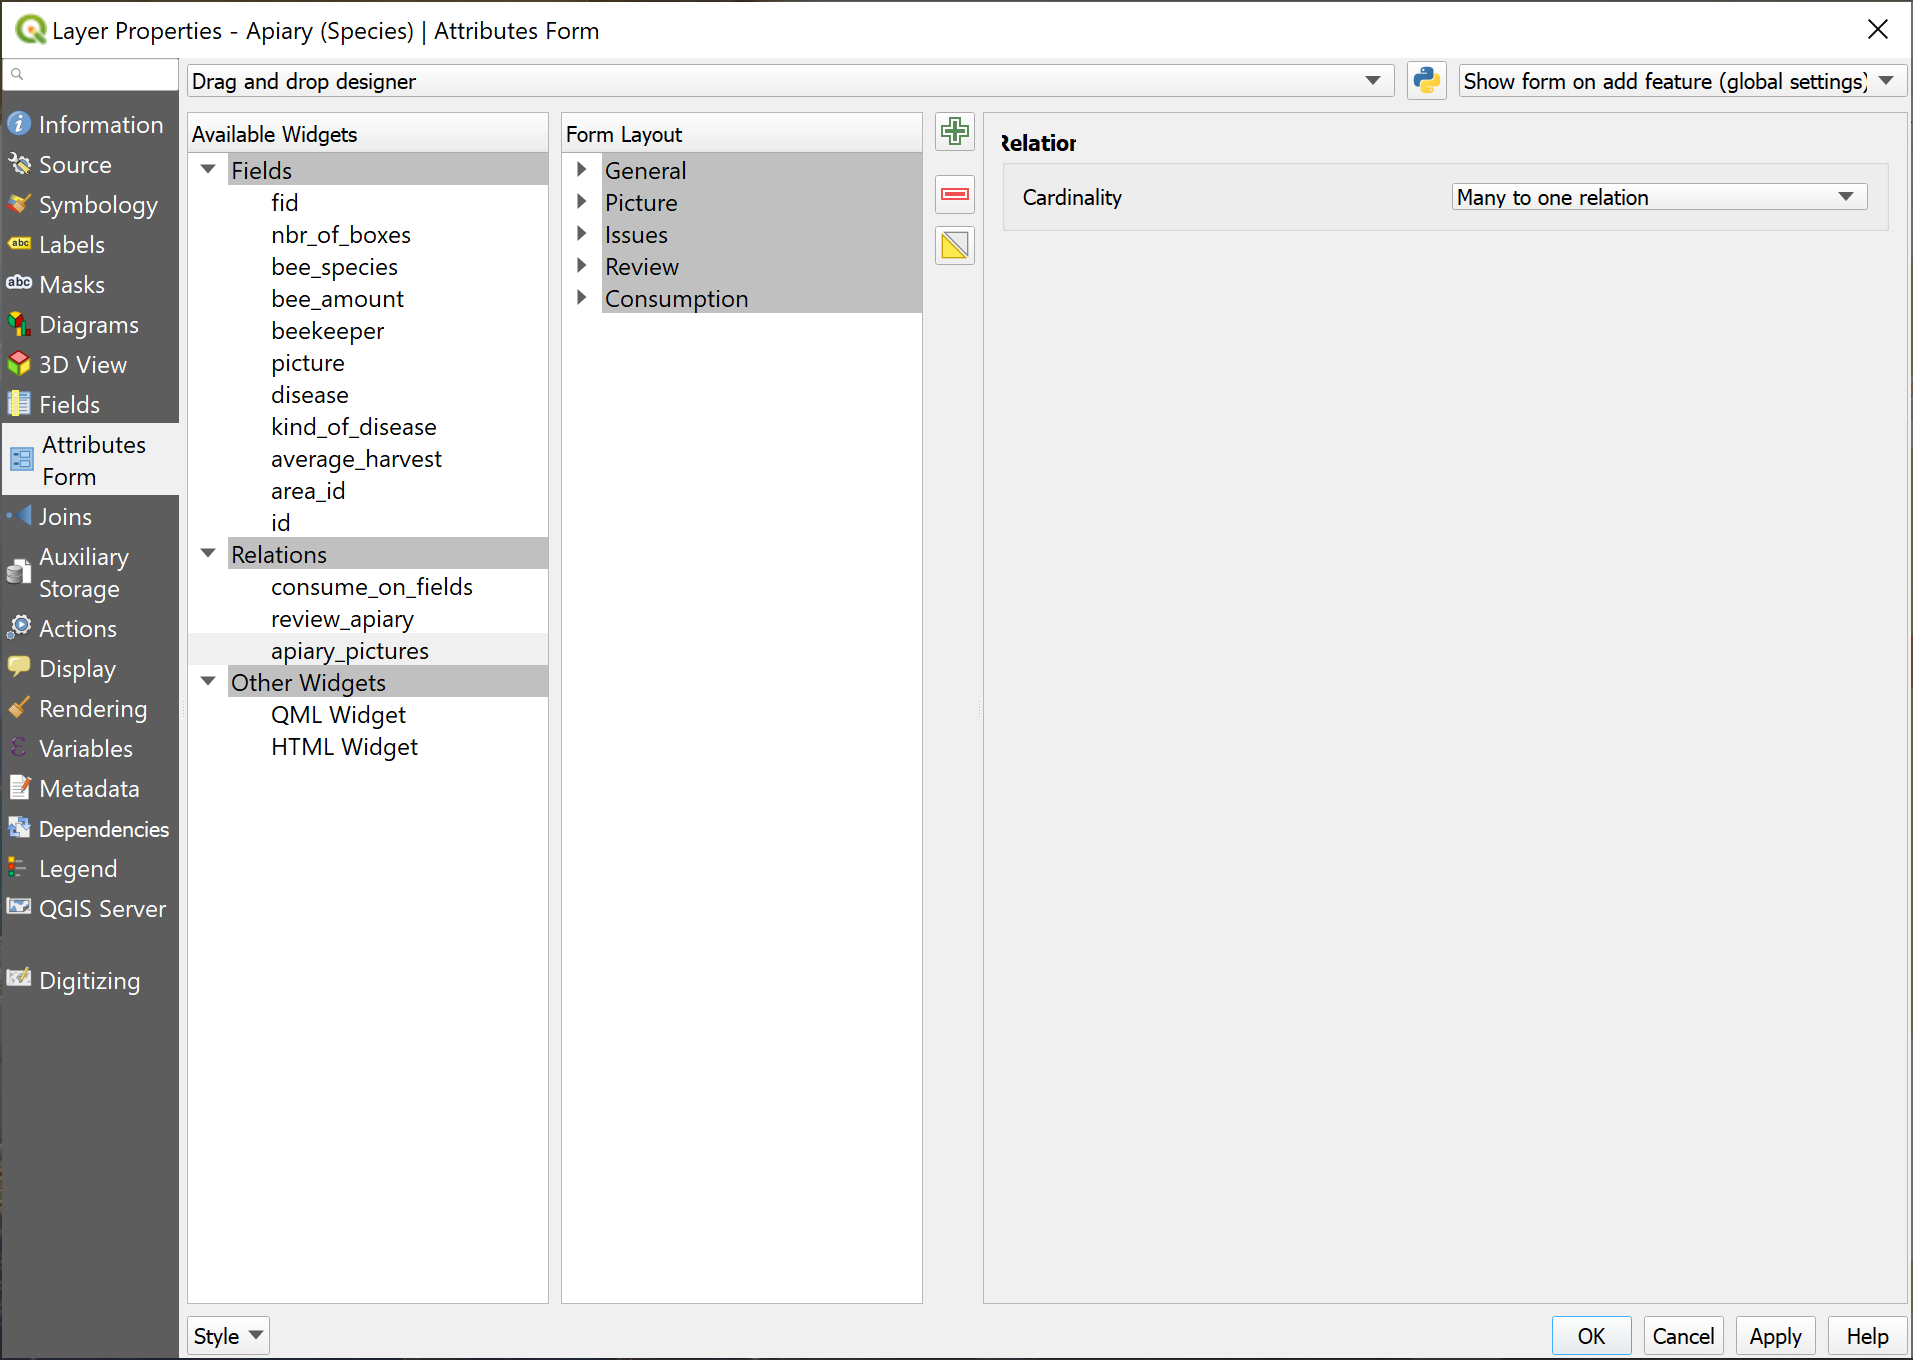 Layer Properties - Apiary (Species) | Attributes Form
Drag and drop designer
Show form on add feature (global settings)
Information
Source
Symbology
Labels
Masks
Diagrams
3D View
Fields
Attributes
Form
Joins
Auxiliary
Storage
Actions
Display
Rendering
Variables
Metadata
Dependencies
Legend
QGIS Server
Digitizing
Available Widgets
Fields
fid
nbr_of_boxes
bee_species
bee_amount
beekeeper
picture
disease
kind_of_disease
average_harvest
area_id
id
Relations
consume_on_fields
review_apiary
apiary_pictures
Other Widgets
QML Widget
HTML Widget
Form Layout
General
Picture
Issues
Review
Consumption
Relation
Cardinality
Many to one relation
Style
OK
Cancel
Apply
Help